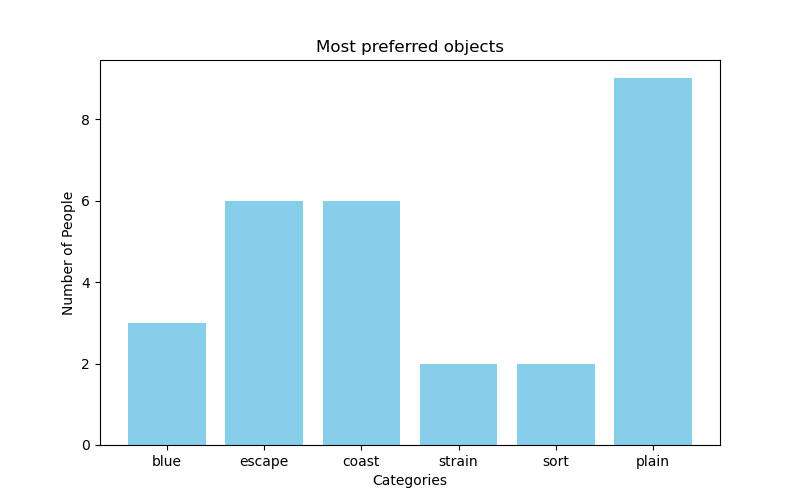 Most preferred objects
Number of People
8
6
4
2
0
blue escape coast strain sort plain
Categories